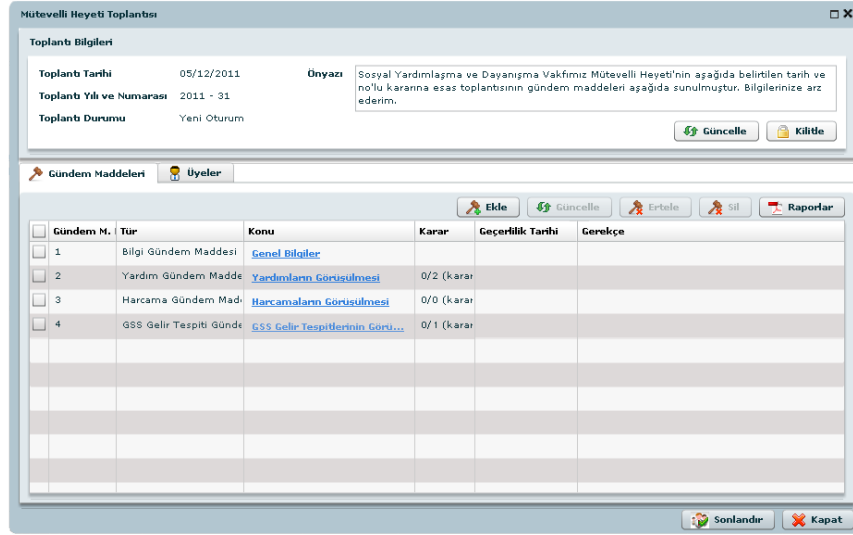 Mütevelli Heyeti Toplantısı
Toplantı Bilgileri
Toplantı Tarihi 05/12/2011
Toplantı Yılı ve Numarası 2011 - 31
Toplantı Durumu Yeni Oturum
Önyazı
Sosyal Yardımlaşma ve Dayanışma Vakfımız Mütevelli Heyeti'nin aşağıda belirtilen tarih ve
no'lu kararına esas toplantısının gündem maddeleri aşağıda sunulmuştur. Bilgilerinize arz
ederim.
Güncelle Kilitle
Gündem Maddeleri Üyeler
Ekle Güncelle Ertele Sil Raporlar
Gündem M. Tür Konu Karar Geçerlilik Tarihi Gerekçe
1 Bilgi Gündem Maddesi Genel Bilgiler
2 Yardım Gündem Madde Yardımların Görüşülmesi 0/2 (karar
3 Harcama Gündem Mad Harcamaların Görüşülmesi 0/0 (karar
4 GSS Gelir Tespiti Günde GSS Gelir Tespitlerinin Görü... 0/1 (karar
Sonlandır Kapat